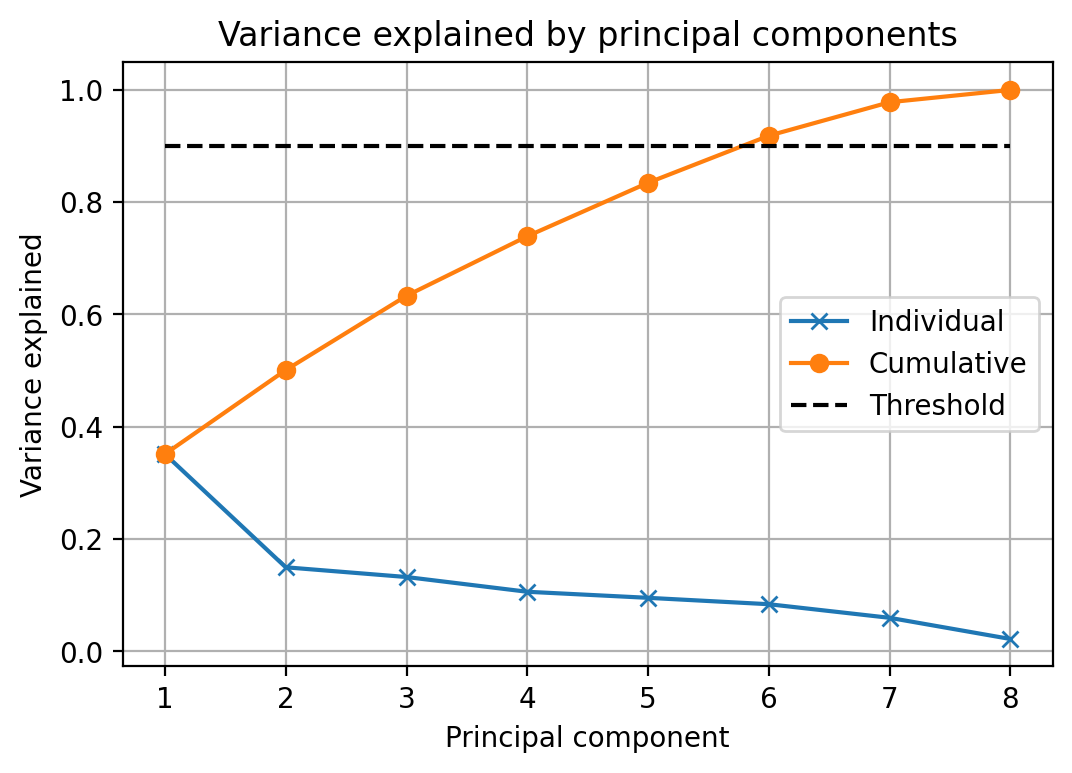 Variance explained by principal components
1.0
0.8
0.6
0.4
0.2
0.0
Variance explained
Individual
Cumulative
Threshold
1 2 3 4 5 6 7 8
Principal component